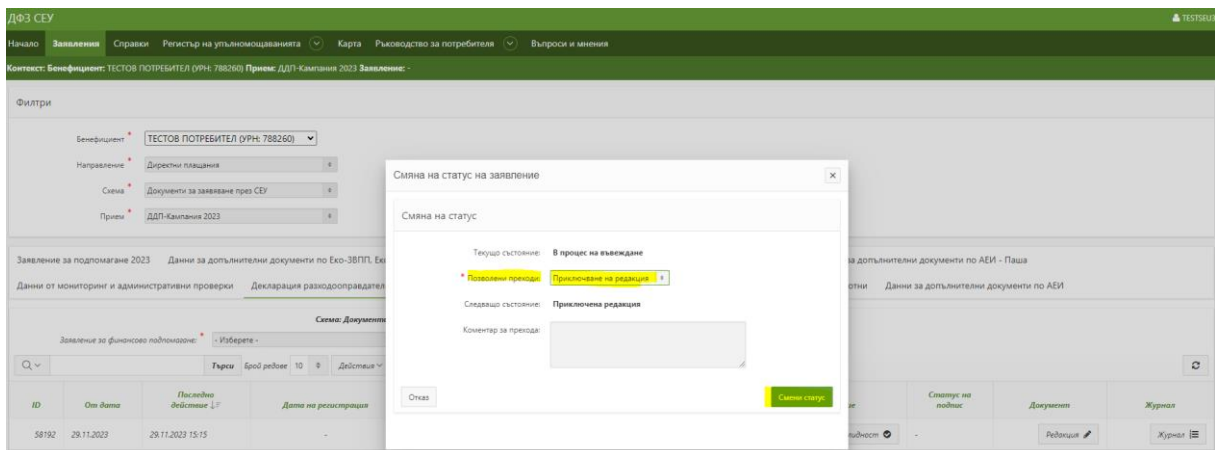 ДФЗ СЕУ
TESTSEU3
Начало Заявления Справки Регистър на упълномощаванията Карта Ръководство за потребителя Въпроси и мнения
Контекст: Бенефициент: ТЕСТОВ ПОТРЕБИТЕЛ (УРН: 788260) Прием: ДДП-Кампания 2023 Заявление: -
Филтри
Бенефициент * ТЕСТОВ ПОТРЕБИТЕЛ (УРН: 788260)
Направление * Директни плащания
Схема * Документи за заявяване през СЕУ
Прием * ДДП-Кампания 2023
Смяна на статус на заявление
Смяна на статус
Текущо състояние: В процес на въвеждане
* Позволени преходи: Приключване на редакция
Следващо състояние: Приключена редакция
Коментар за прехода:
Отказ Смени статус
Заявление за подпомагане 2023 Данни за допълнителни документи по Еко-ЗВПП. Ек за допълнителни документи по АЕИ - Паша
Данни от мониторинг и административни проверки Декларация разходооправдател отни Данни за допълнителни документи по АЕИ
Схема: Документи
Заявление за финансово подпомагане: * - Изберете -
Търси Брой редове 10 Действия
ID От дата Последно действие Дата на регистрация Статус на подпис Документ Журнал
58192 29.11.2023 29.11.2023 15:15 - лидност - Редакция Журнал